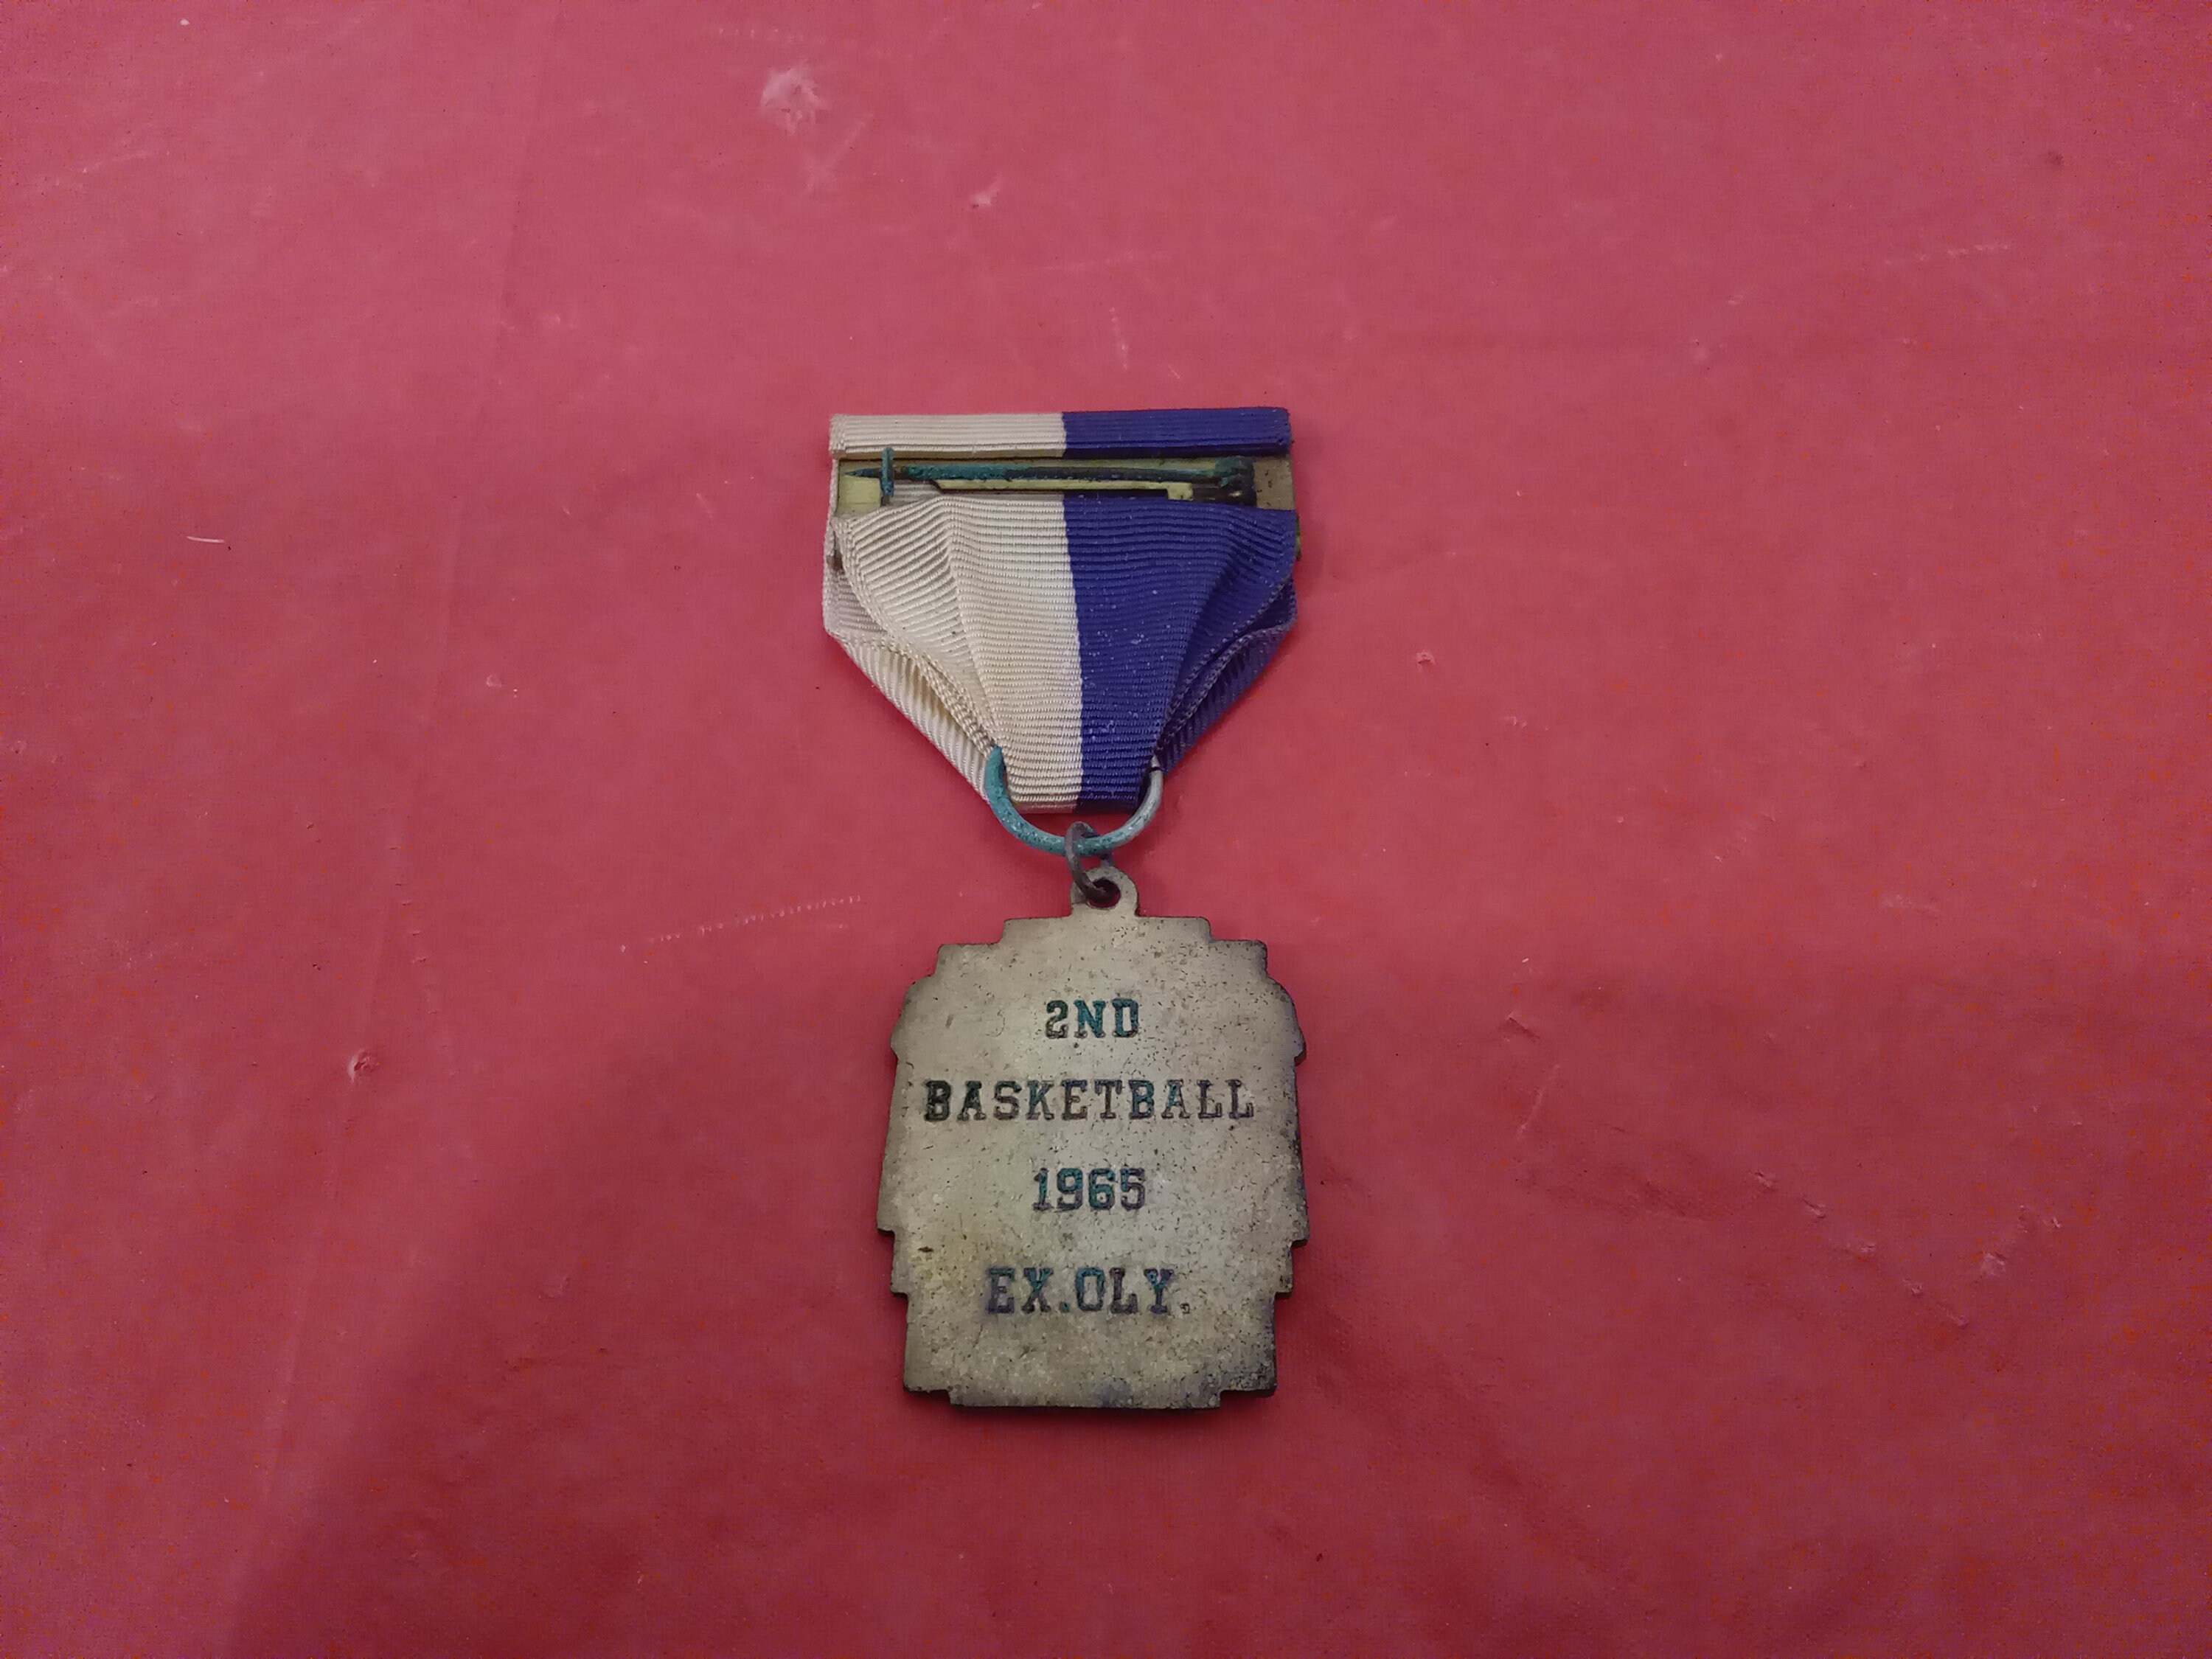 2ND
BASKETBALL
1965
EX.OLY.